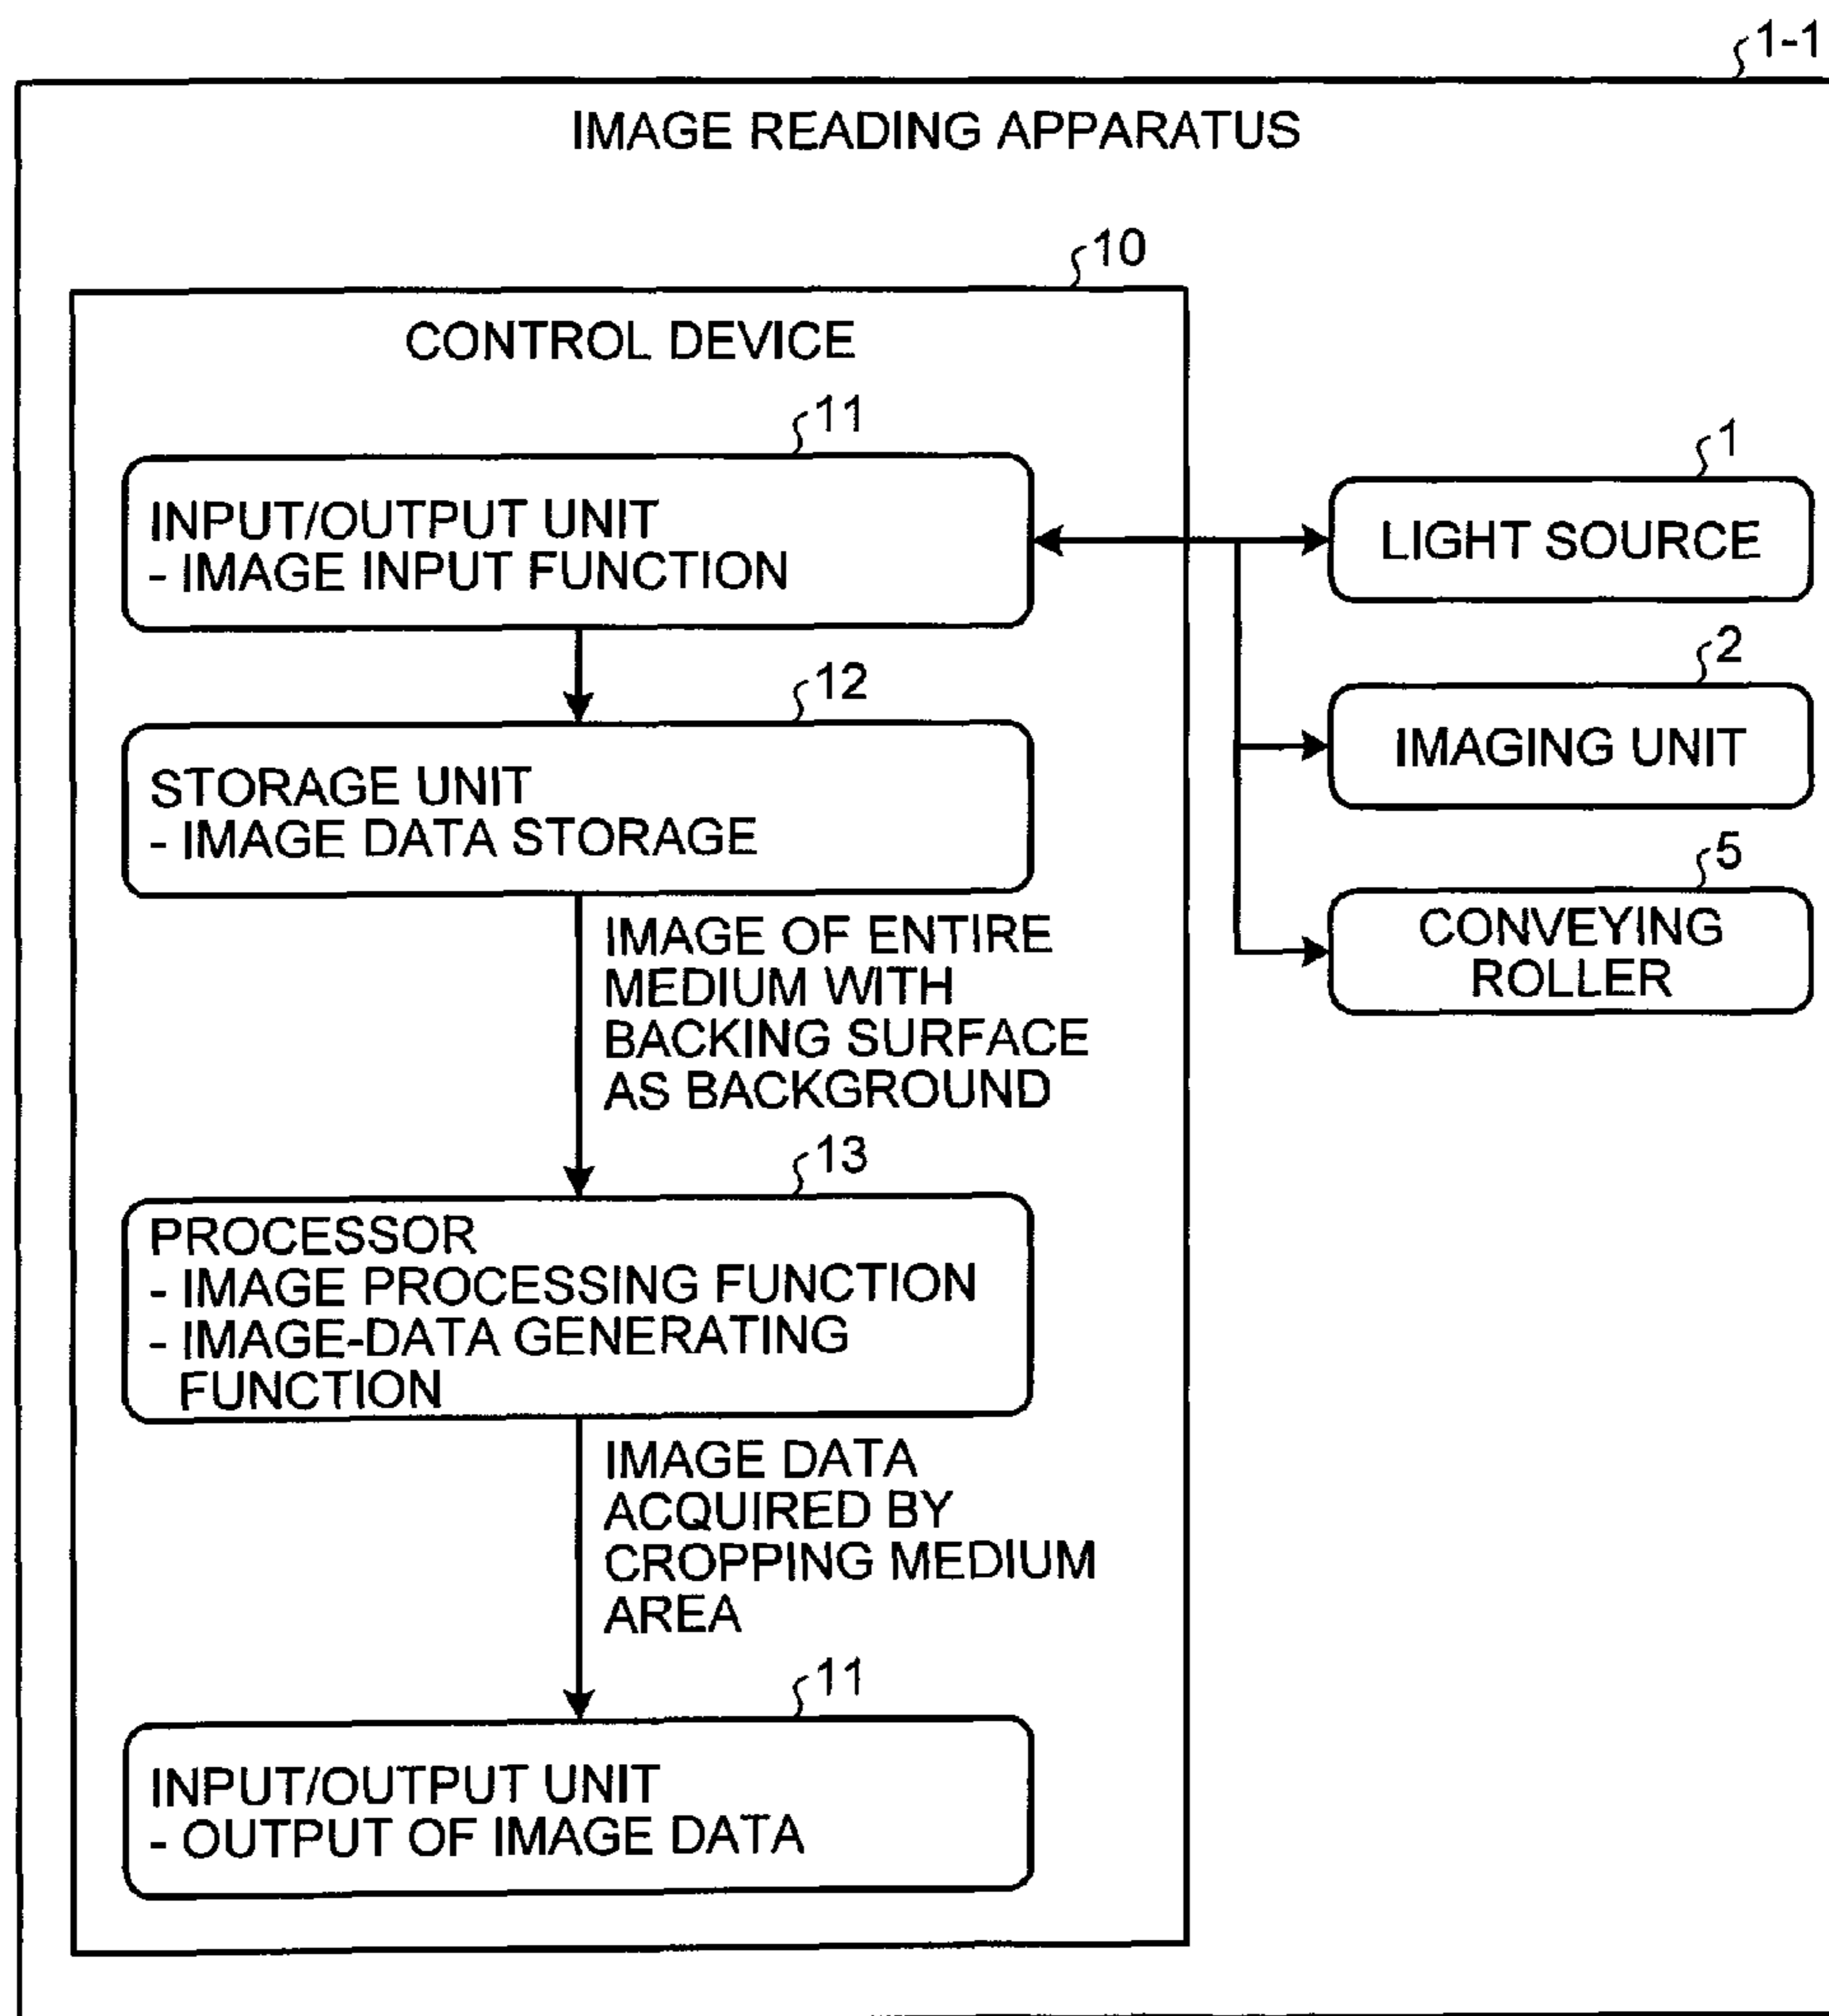 1-1
IMAGE READING APPARATUS
10
CONTROL DEVICE
11
INPUT/OUTPUT UNIT
- IMAGE INPUT FUNCTION
1
LIGHT SOURCE
2
IMAGING UNIT
5
CONVEYING
ROLLER
12
STORAGE UNIT
- IMAGE DATA STORAGE
IMAGE OF ENTIRE
MEDIUM WITH
BACKING SURFACE
AS BACKGROUND
13
PROCESSOR
- IMAGE PROCESSING FUNCTION
- IMAGE-DATA GENERATING
FUNCTION
IMAGE DATA
ACQUIRED BY
CROPPING MEDIUM
AREA
11
INPUT/OUTPUT UNIT
- OUTPUT OF IMAGE DATA